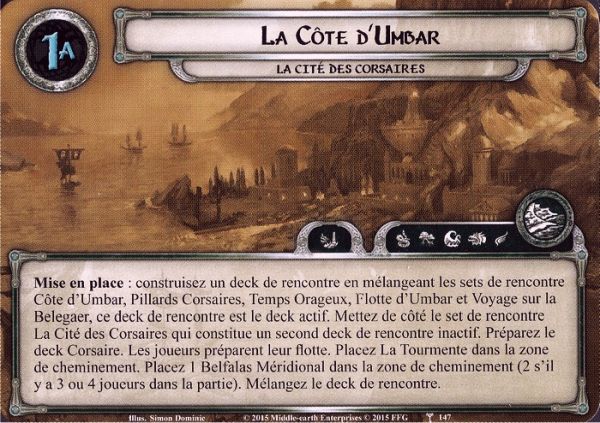 1A
La Côte d'Umbar
La Cité des Corsaires
Mise en place : construisez un deck de rencontre en mélangeant les sets de rencontre
Côte d'Umbar, Pillards Corsaires, Temps Orageux, Flotte d'Umbar et Voyage sur la
Belegaer, ce deck de rencontre est le deck actif. Mettez de côté le set de rencontre
La Cité des Corsaires qui constitue un second deck de rencontre inactif. Préparez le
deck Corsaire. Les joueurs préparent leur flotte. Placez La Tourmente dans la zone
de cheminement. Placez 1 Belfalas Méridional dans la zone de cheminement (2 s'il
y a 3 ou 4 joueurs dans la partie). Mélangez le deck de rencontre.
Illus. Simon Dominic © 2015 Middle-earth Enterprises © 2015 FFG 147